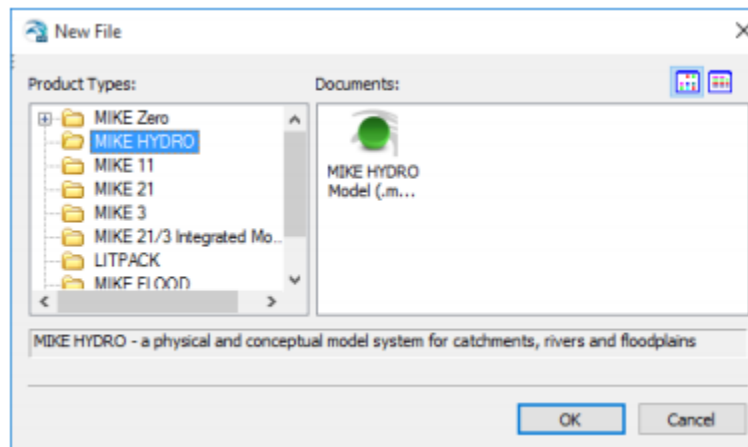 New File
Product Types:
Documents:
MIKE Zero
MIKE HYDRO
MIKE 11
MIKE 21
MIKE 3
MIKE 21/3 Integrated Mo..
LITPACK
MIKE FLOOD
MIKE HYDRO
Model (.m...
MIKE HYDRO - a physical and conceptual model system for catchments, rivers and floodplains
OK
Cancel